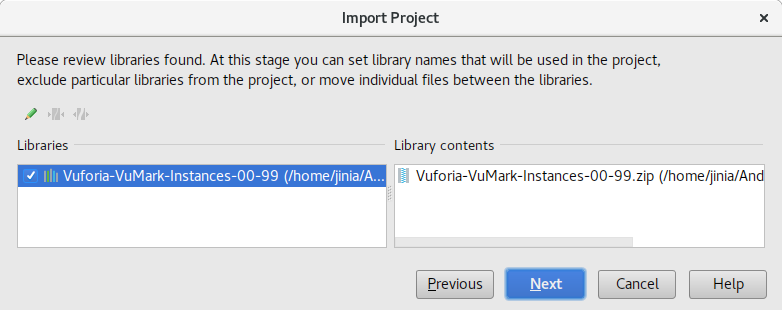 Import Project
Please review libraries found. At this stage you can set library names that will be used in the project,
exclude particular libraries from the project, or move individual files between the libraries.
Libraries
Library contents
Vuforia-VuMark-Instances-00-99 (/home/jinia/A...
Vuforia-VuMark-Instances-00-99.zip (/home/jinia/And
Previous
Next
Cancel
Help